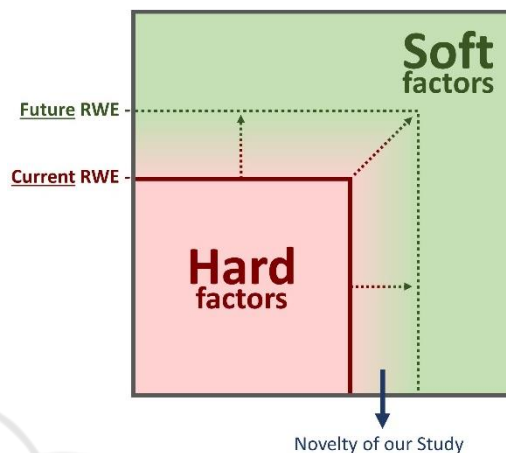 Soft
factors
Future RWE
Current RWE
Hard
factors
Novelty of our Study